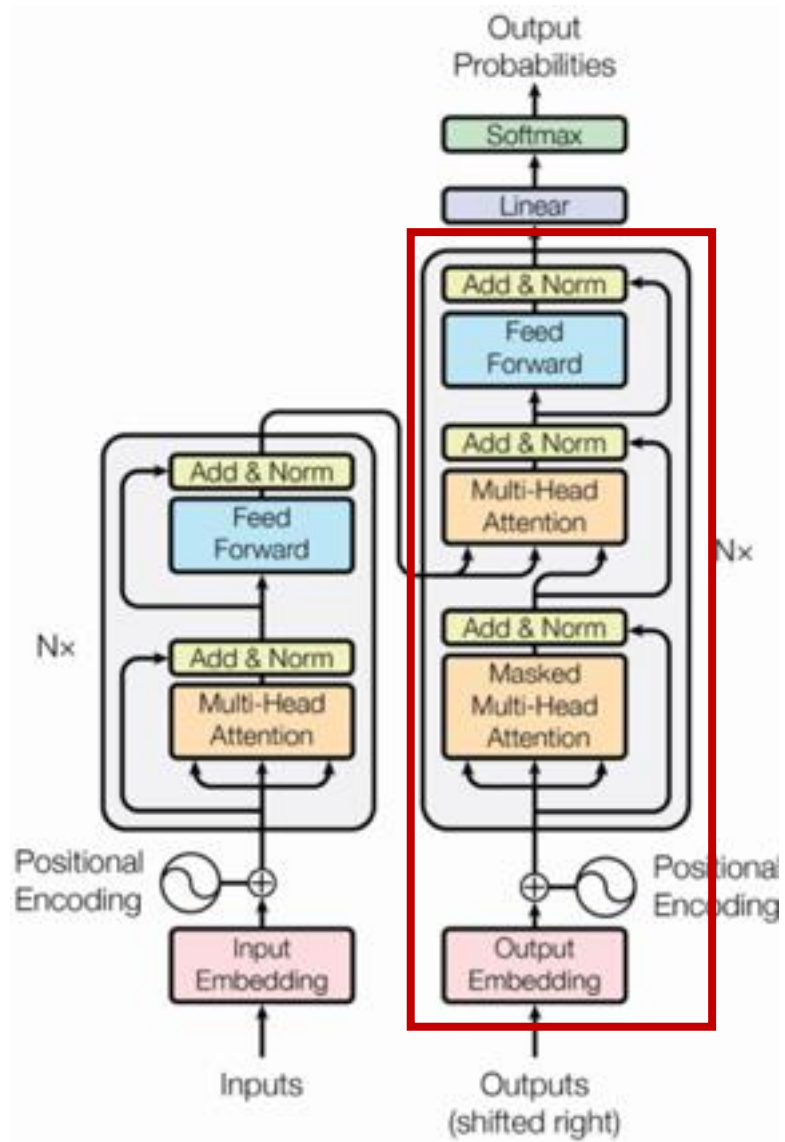 Output
Probabilities
Softmax
Linear
Add & Norm
Feed
Forward
Add & Norm
Multi-Head
Attention
Add & Norm
Masked
Multi-Head
Attention
Nx
Positional
Encoding
Output
Embedding
Outputs
(shifted right)
Add & Norm
Feed
Forward
Add & Norm
Multi-Head
Attention
Nx
Positional
Encoding
Input
Embedding
Inputs